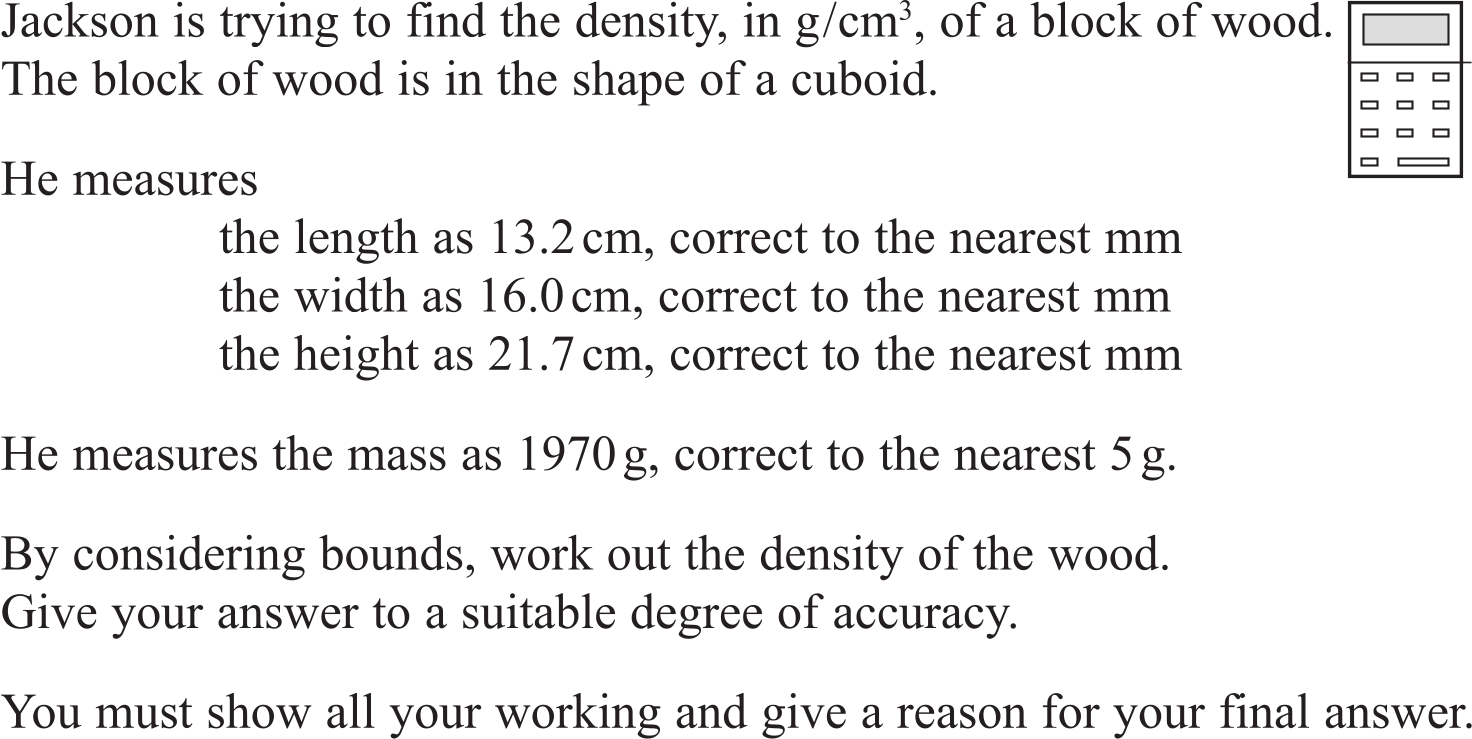 Jackson is trying to find the density, in g/cm³, of a block of wood.
The block of wood is in the shape of a cuboid.
He measures
the length as 13.2 cm, correct to the nearest mm
the width as 16.0 cm, correct to the nearest mm
the height as 21.7 cm, correct to the nearest mm
He measures the mass as 1970 g, correct to the nearest 5 g.
By considering bounds, work out the density of the wood.
Give your answer to a suitable degree of accuracy.
You must show all your working and give a reason for your final answer.